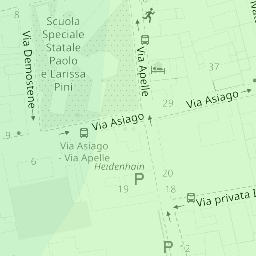 Scuola
Speciale
Statale
Paolo
e Larissa
Pini
Via Demostene
Via Apelle
37
29
Via Asiago
Via Asiago
9
Via Asiago
- Via Apelle
6
Heidenhain
P
19
20
18
Via privata
P
2